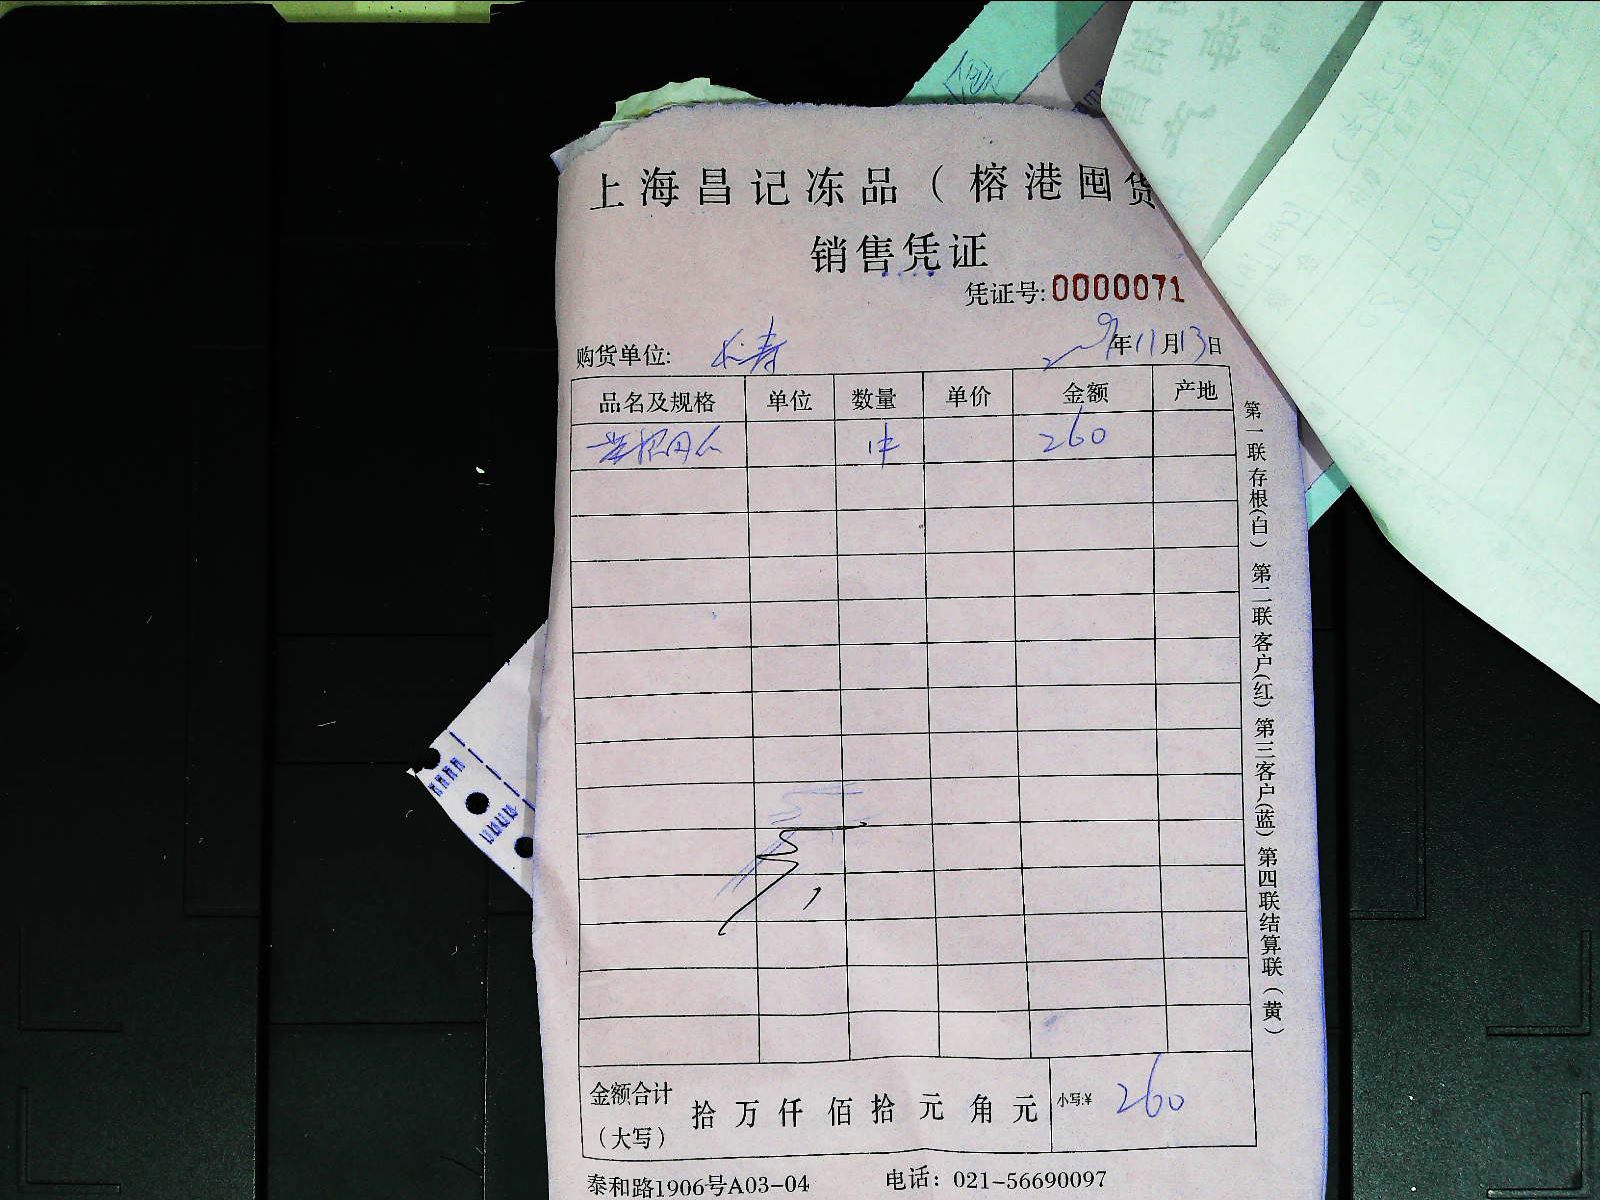 上海昌记冻品（榕港囤货
销售凭证
凭证号:0000071
购货单位: 长寿 年11月13日
品名及规格 单位 数量 单价 金额 产地
260
金额合计（大写） 拾 万 仟 佰 拾 元 角 元 小写:¥ 260
泰和路1906号A03-04 电话：021-56690097
第一联存根(白) 第二联客户(红) 第三客户(蓝) 第四联结算联(黄)